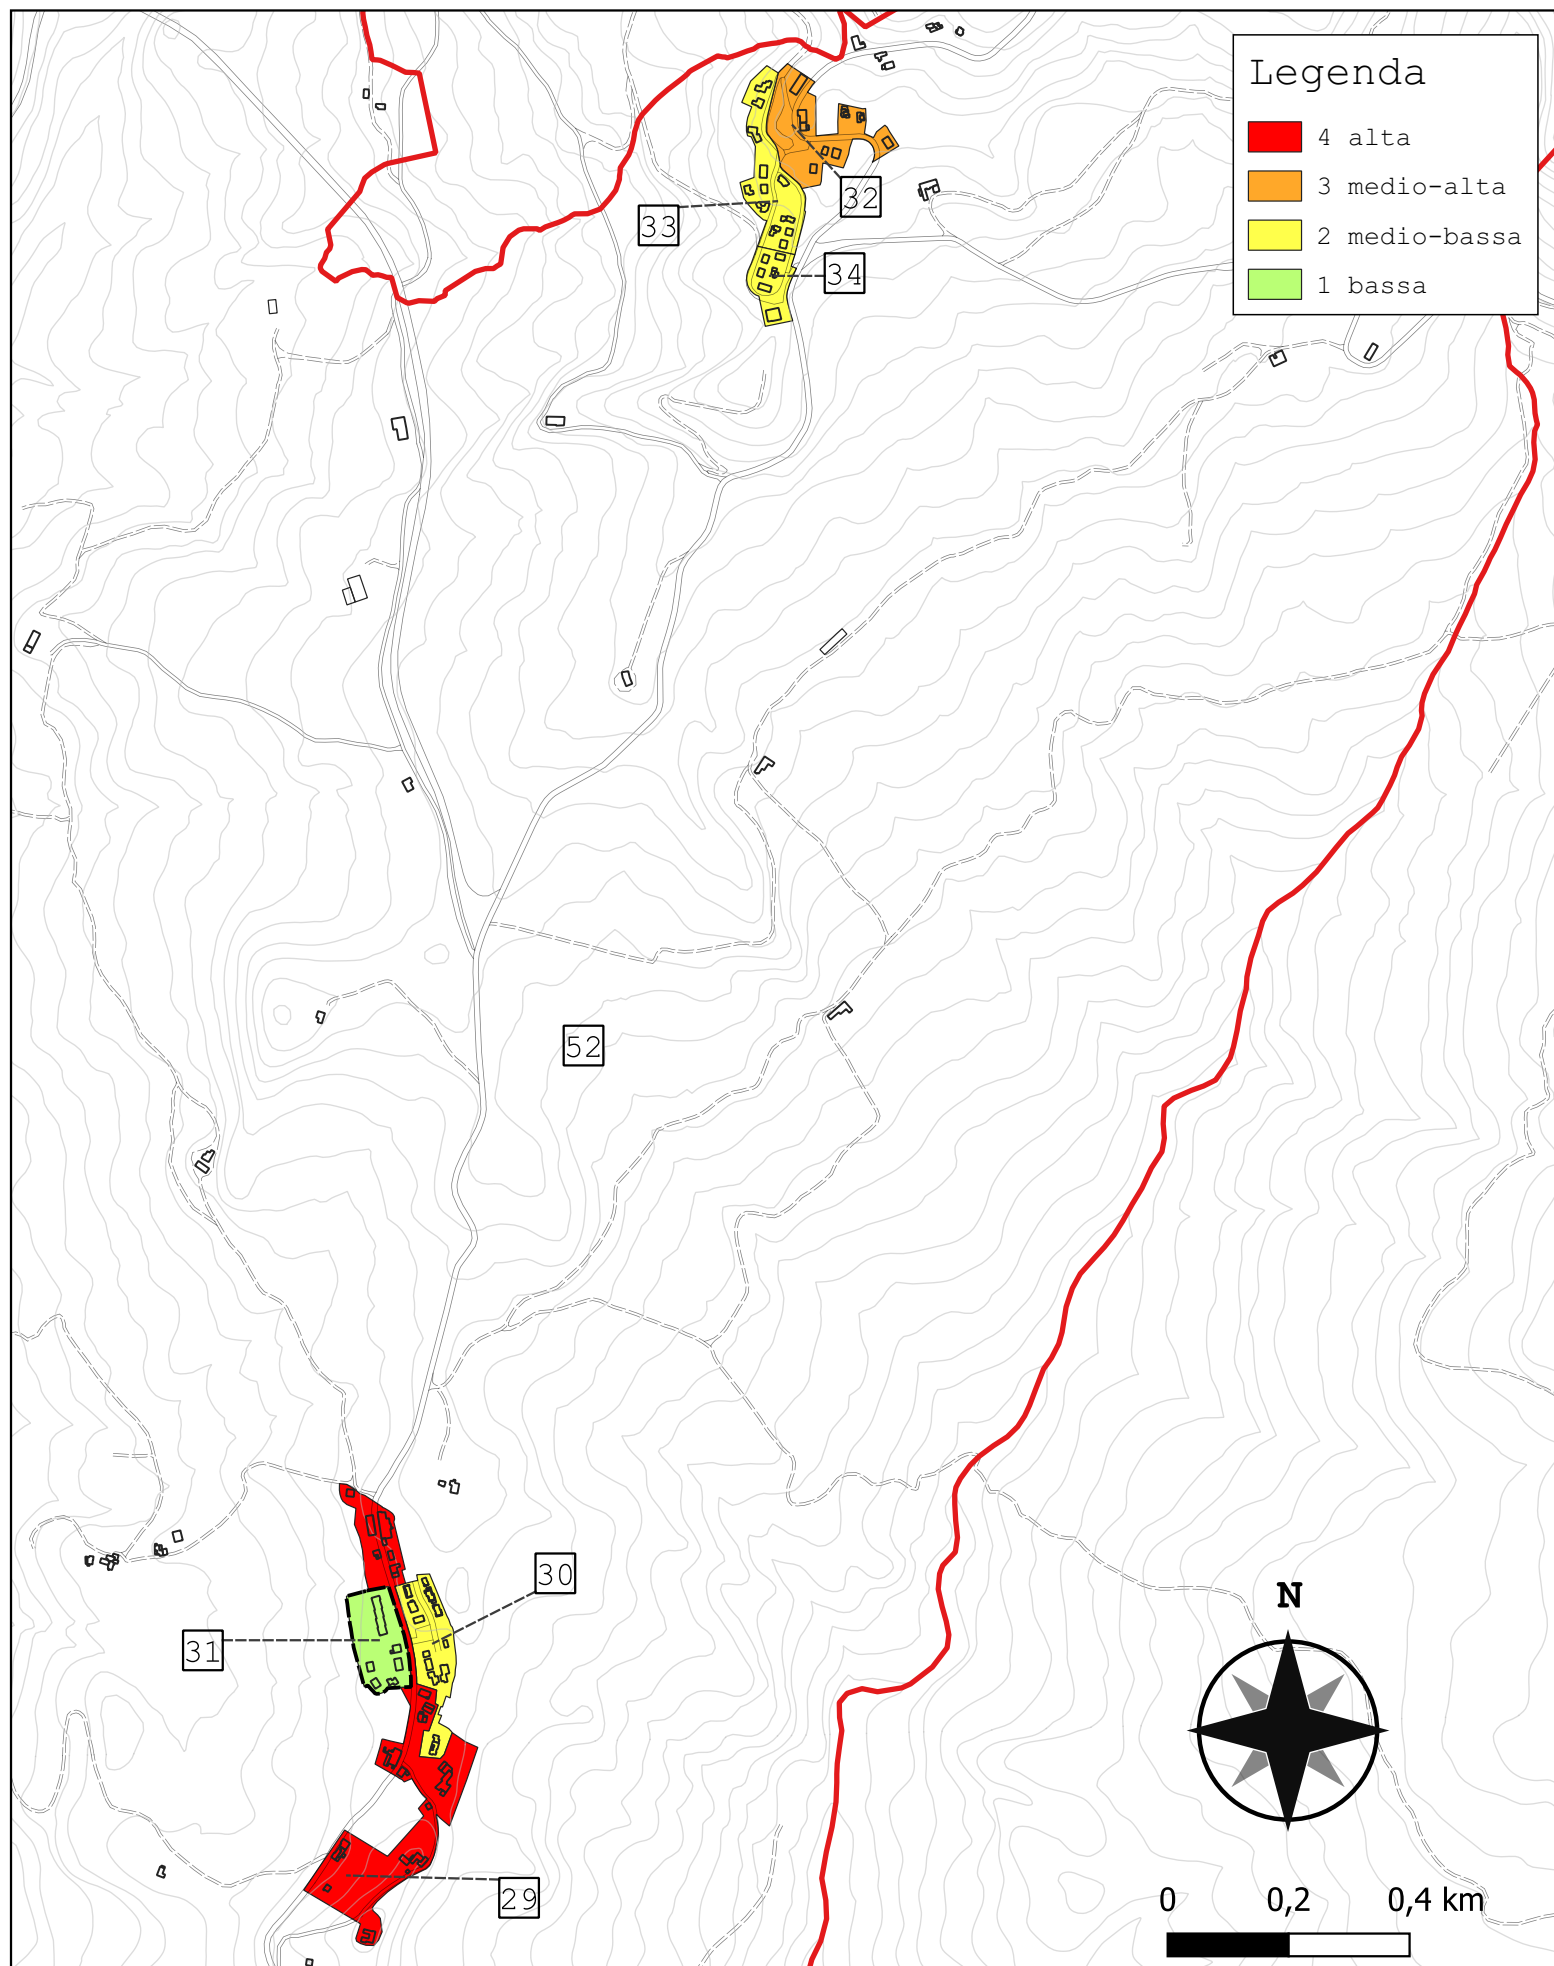 Legenda
4 alta
3 medio-alta
2 medio-bassa
1 bassa
32
33
34
52
30
31
29
N
0 0,2 0,4 km